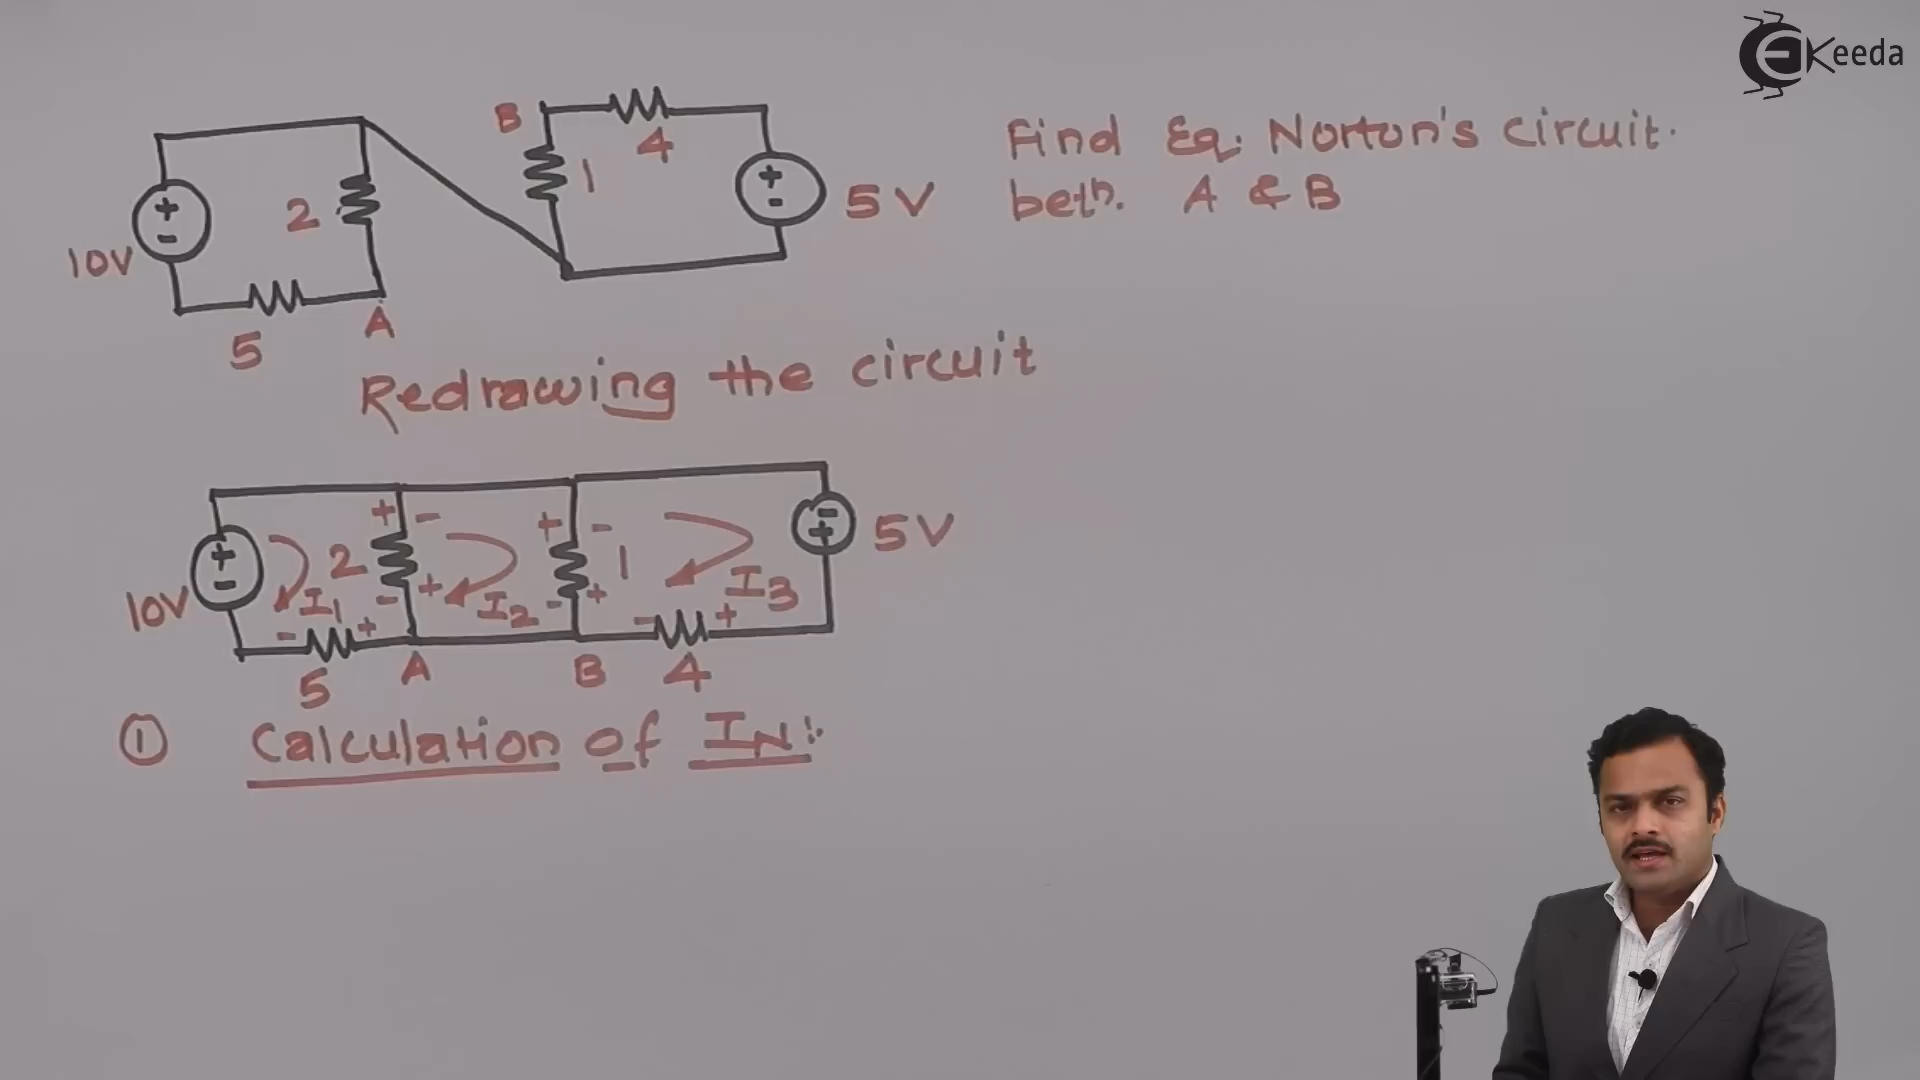 EKeeda
B
4
1
+
-
5V
2
+
-
10V
5
A
Find Eq. Norton's circuit.
betn. A & B
Redrawing the circuit
+ - + - -
+ 2 1 + 5V
- I1 - + I2 - + I3
10V - + - +
5 A B 4
① Calculation of IN: